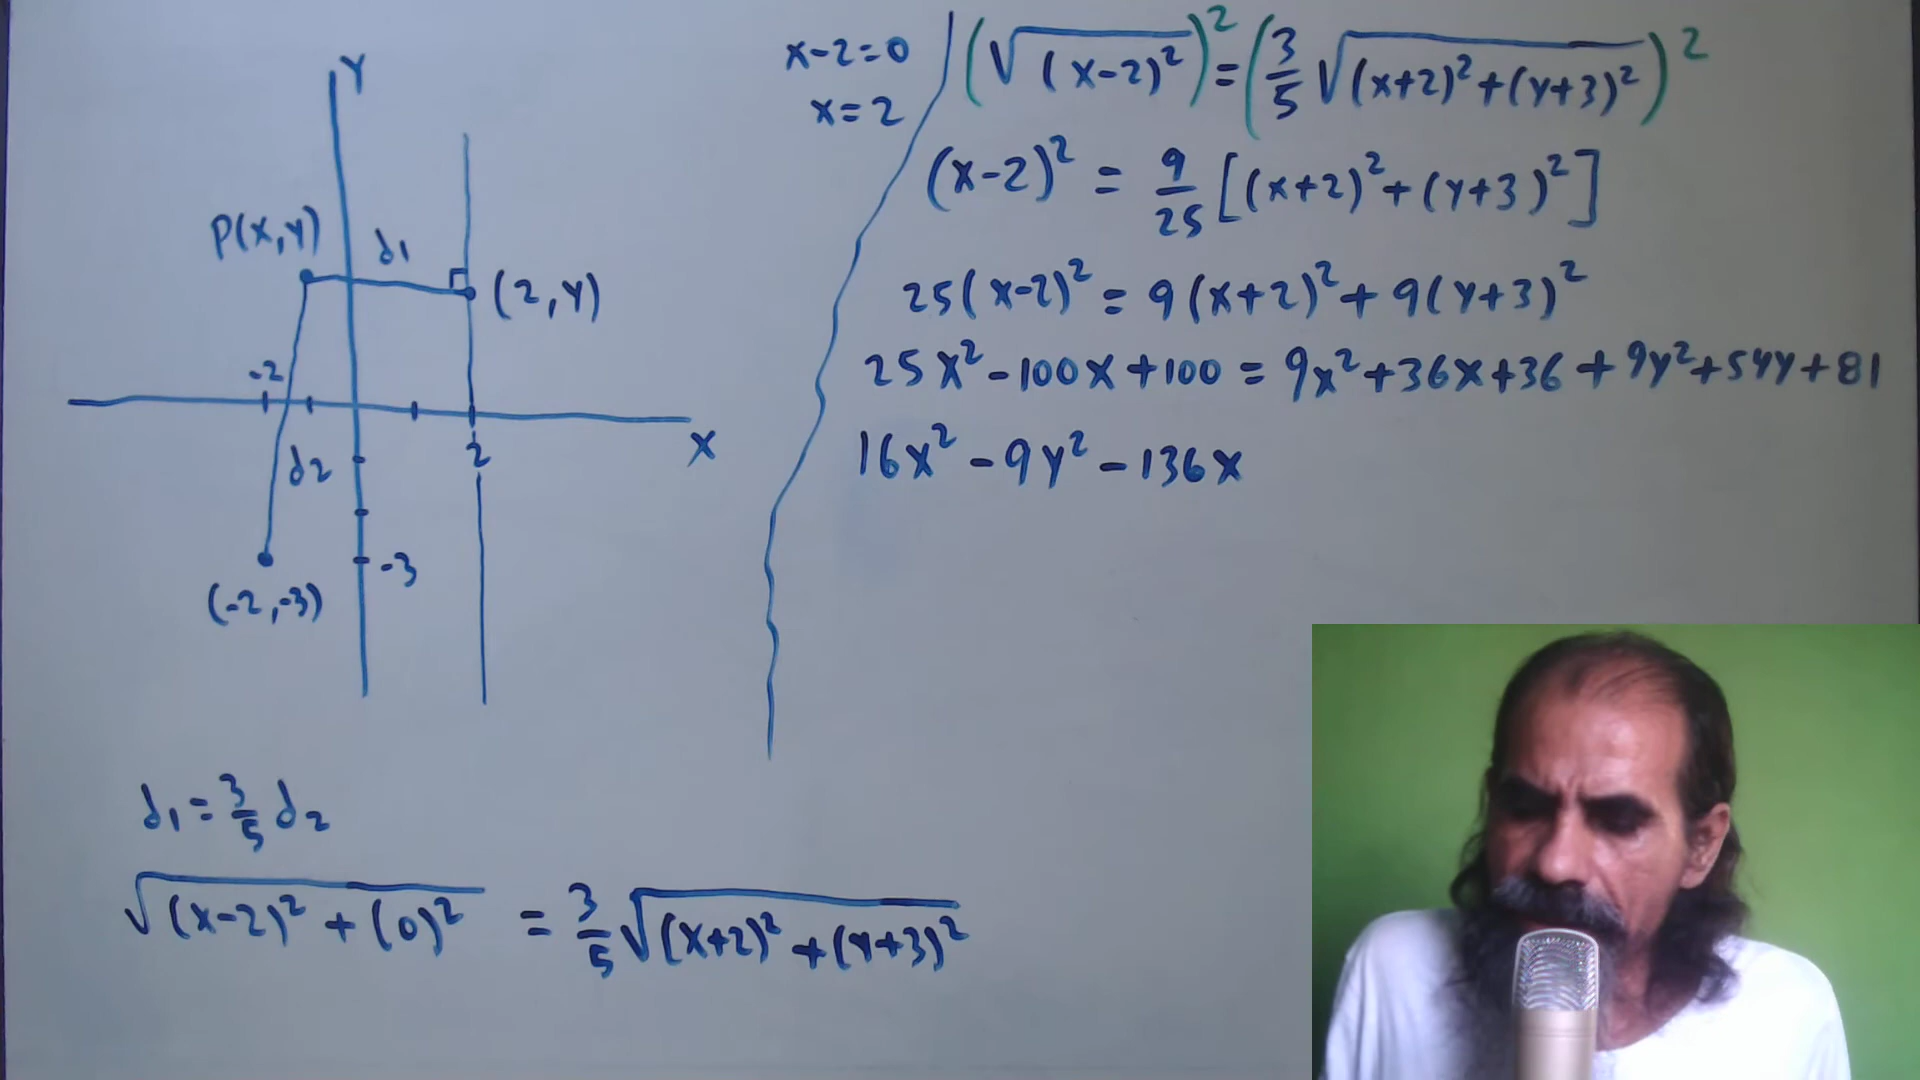 Y
P(x,y)
d1
(2,y)
-2
X
2
d2
-3
(-2,-3)
d1=3/5 d2
√(x-2)²+(0)² = 3/5√(x+2)²+(y+3)²
x-2=0
x=2
(√(x-2)²)²=(3/5√(x+2)²+(y+3)²)²
(x-2)² = 9/25[(x+2)²+(y+3)²]
25(x-2)²=9(x+2)²+9(y+3)²
25x²-100x+100=9x²+36x+36+9y²+54y+81
16x²-9y²-136x